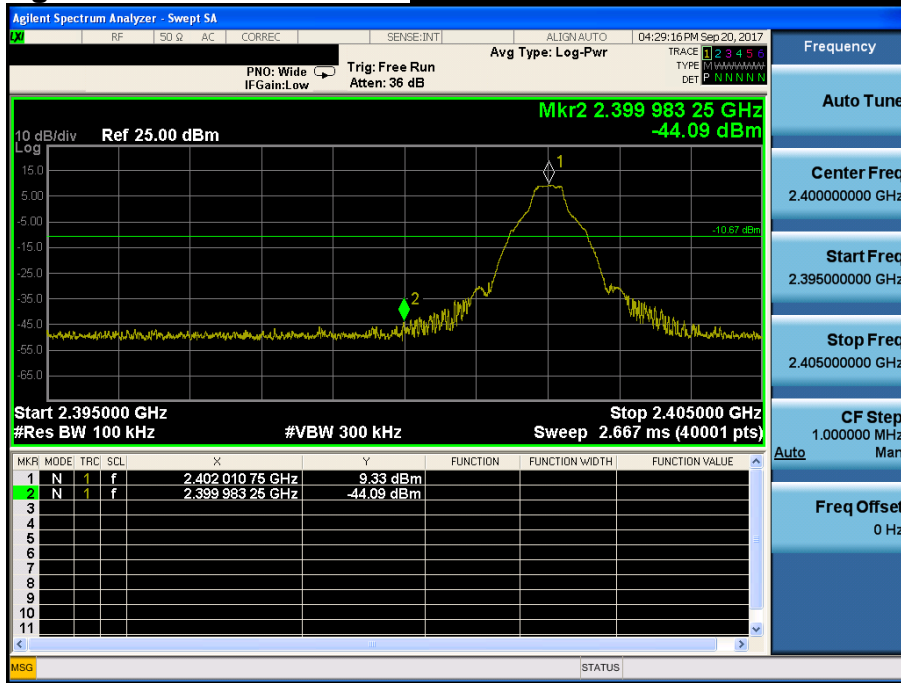 Agilent Spectrum Analyzer - Swept SA
LXI RF 50 Ω AC CORREC SENSE:INT ALIGNAUTO 04:29:16PM Sep 20, 2017
Avg Type: Log-Pwr
TRACE 1 2 3 4 5 6
TYPE M WWWWW
DET P N N N N N
PNO: Wide
IFGain:Low
Trig: Free Run
Atten: 36 dB
Mkr2 2.399 983 25 GHz
-44.09 dBm
10 dB/div Ref 25.00 dBm
Log
15.0
5.00
-5.00
-15.0
-25.0
-35.0
-45.0
-55.0
-65.0
1
2
-10.67 dBm
Start 2.395000 GHz Stop 2.405000 GHz
#Res BW 100 kHz #VBW 300 kHz Sweep 2.667 ms (40001 pts)
MKR MODE TRC SCL X Y FUNCTION FUNCTION WIDTH FUNCTION VALUE
1 N 1 f 2.402 010 75 GHz 9.33 dBm
2 N 1 f 2.399 983 25 GHz -44.09 dBm
3
4
5
6
7
8
9
10
11
MSG STATUS
Frequency
Auto Tune
Center Freq
2.400000000 GHz
Start Freq
2.395000000 GHz
Stop Freq
2.405000000 GHz
CF Step
1.000000 MHz
Auto Man
Freq Offset
0 Hz